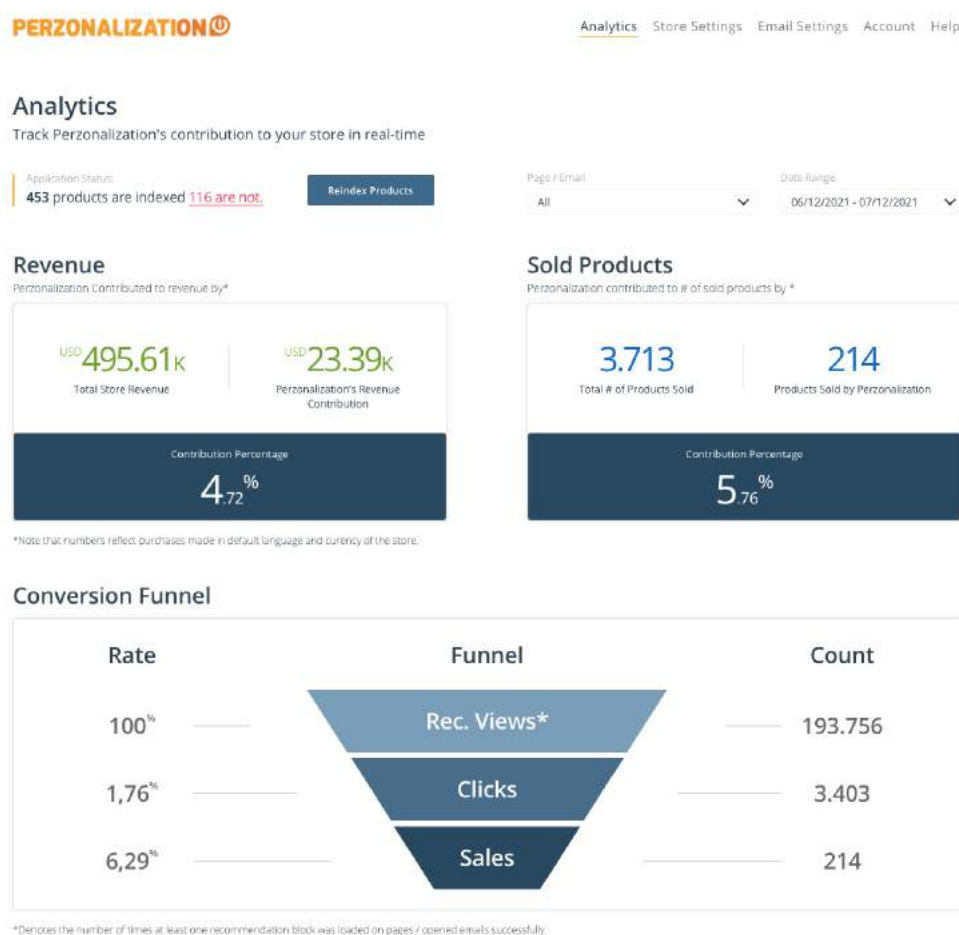 PERZONALIZATION
Analytics Store Settings Email Settings Account Help
Analytics
Track Perzonalization's contribution to your store in real-time
Application Status:
453 products are indexed 116 are not.
Reindex Products
Page / Email
All
Date Range
06/12/2021 - 07/12/2021
Revenue
Perzonalization Contributed to revenue by*
USD 495.61K
Total Store Revenue
USD 23.39K
Perzonalization's Revenue
Contribution
Contribution Percentage
4.72%
*Note that numbers reflect purchases made in default language and curency of the store.
Sold Products
Perzonalization contributed to # of sold products by *
3.713
Total # of Products Sold
214
Products Sold by Perzonalization
Contribution Percentage
5.76%
Conversion Funnel
Rate Funnel Count
100% Rec. Views* 193.756
1,76% Clicks 3.403
6,29% Sales 214
*Denotes the number of times at least one recommendation block was loaded on pages / opened emails successfully.